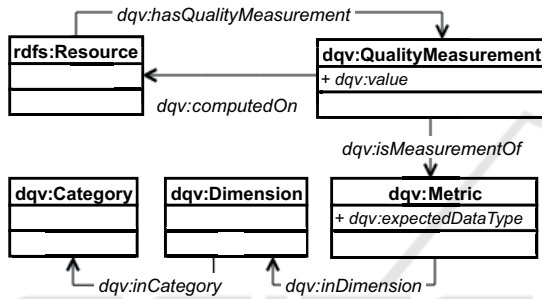 dqv:hasQualityMeasurement
rdfs:Resource
dqv:QualityMeasurement
+ dqv:value
dqv:computedOn
dqv:isMeasurementOf
dqv:Category
dqv:Dimension
dqv:Metric
+ dqv:expectedDataType
dqv:inCategory
dqv:inDimension